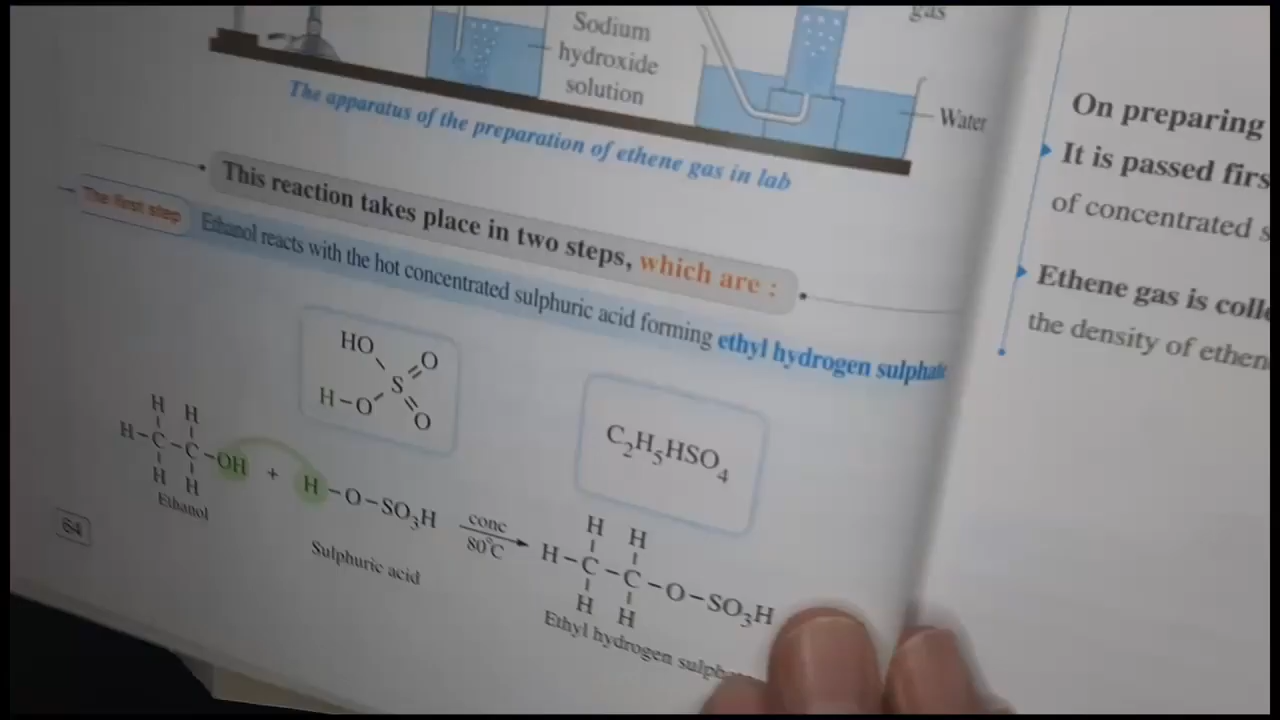 gas
Sodium
hydroxide
solution
Water
The apparatus of the preparation of ethene gas in lab
This reaction takes place in two steps, which are :
The first step Ethanol reacts with the hot concentrated sulphuric acid forming ethyl hydrogen sulphate
HO O
S
H–O O
C₂H₅HSO₄
H H
H–C–C–OH + H–O–SO₃H
H H
Ethanol
Sulphuric acid
conc
80°C
H H
H–C–C–O–SO₃H
H H
Ethyl hydrogen
64
On preparing
It is passed
of concentrated
Ethene gas is
the density of